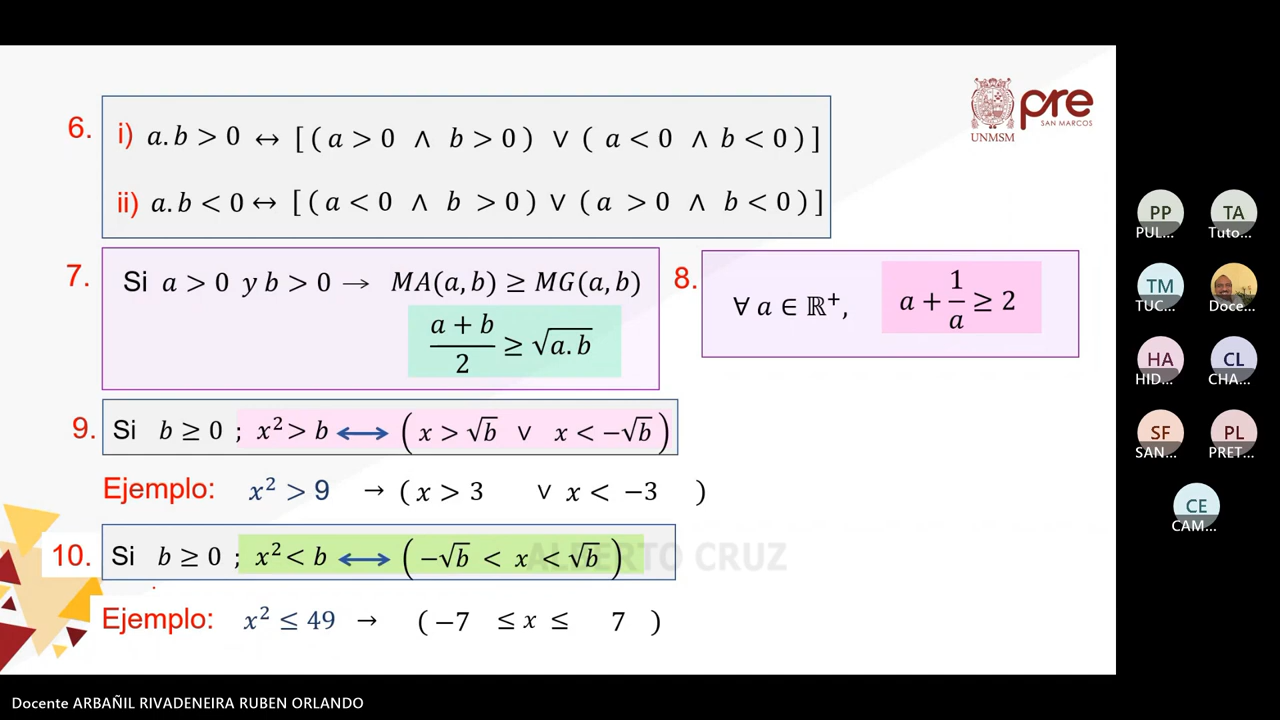 UNMSM
pre
SAN MARCOS
6. i) a.b > 0 ↔ [(a > 0 ∧ b > 0) ∨ (a < 0 ∧ b < 0)]
ii) a.b < 0 ↔ [(a < 0 ∧ b > 0) ∨ (a > 0 ∧ b < 0)]
7. Si a > 0 y b > 0 → MA(a, b) ≥ MG(a, b)
(a + b)/2 ≥ √(a.b)
8. ∀ a ∈ ℝ⁺, a + 1/a ≥ 2
9. Si b ≥ 0 ; x² > b ⟷ (x > √b ∨ x < −√b)
Ejemplo: x² > 9 → (x > 3 ∨ x < −3)
10. Si b ≥ 0 ; x² < b ⟷ (−√b < x < √b)
ALBERTO CRUZ
Ejemplo: x² ≤ 49 → (−7 ≤ x ≤ 7)
PP TA
PUL... Tuto...
TM
TUC... Doce...
HA CL
HID... CHA...
SF PL
SAN... PRET...
CE
CAM...
Docente ARBAÑIL RIVADENEIRA RUBEN ORLANDO